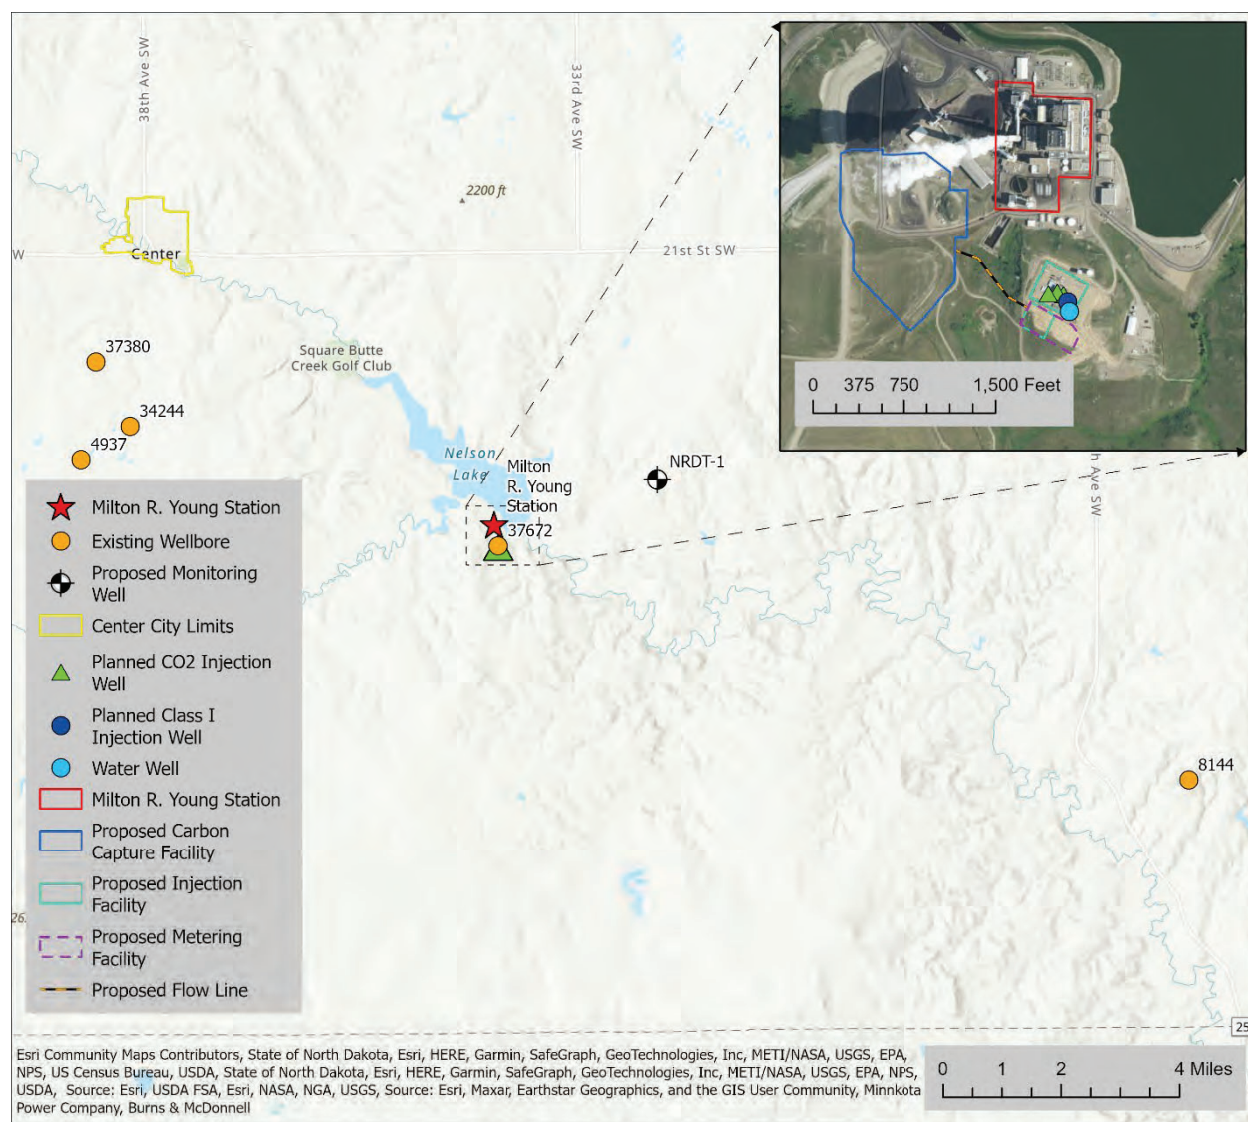 38th Ave SW
33rd Ave SW
2200 ft
Center
W
21st St SW
37380
Square Butte
Creek Golf Club
34244
4937
Nelson
Lake
Milton
R. Young
Station
NRDT-1
37672
h Ave SW
8144
0 375 750 1,500 Feet
Milton R. Young Station
Existing Wellbore
Proposed Monitoring
Well
Center City Limits
Planned CO2 Injection
Well
Planned Class I
Injection Well
Water Well
Milton R. Young Station
Proposed Carbon
Capture Facility
Proposed Injection
Facility
Proposed Metering
Facility
Proposed Flow Line
26
25
Esri Community Maps Contributors, State of North Dakota, Esri, HERE, Garmin, SafeGraph, GeoTechnologies, Inc, METI/NASA, USGS, EPA,
NPS, US Census Bureau, USDA, State of North Dakota, Esri, HERE, Garmin, SafeGraph, GeoTechnologies, Inc, METI/NASA, USGS, EPA, NPS,
USDA, Source: Esri, USDA FSA, Esri, NASA, NGA, USGS, Source: Esri, Maxar, Earthstar Geographics, and the GIS User Community, Minnkota
Power Company, Burns & McDonnell
0 1 2 4 Miles